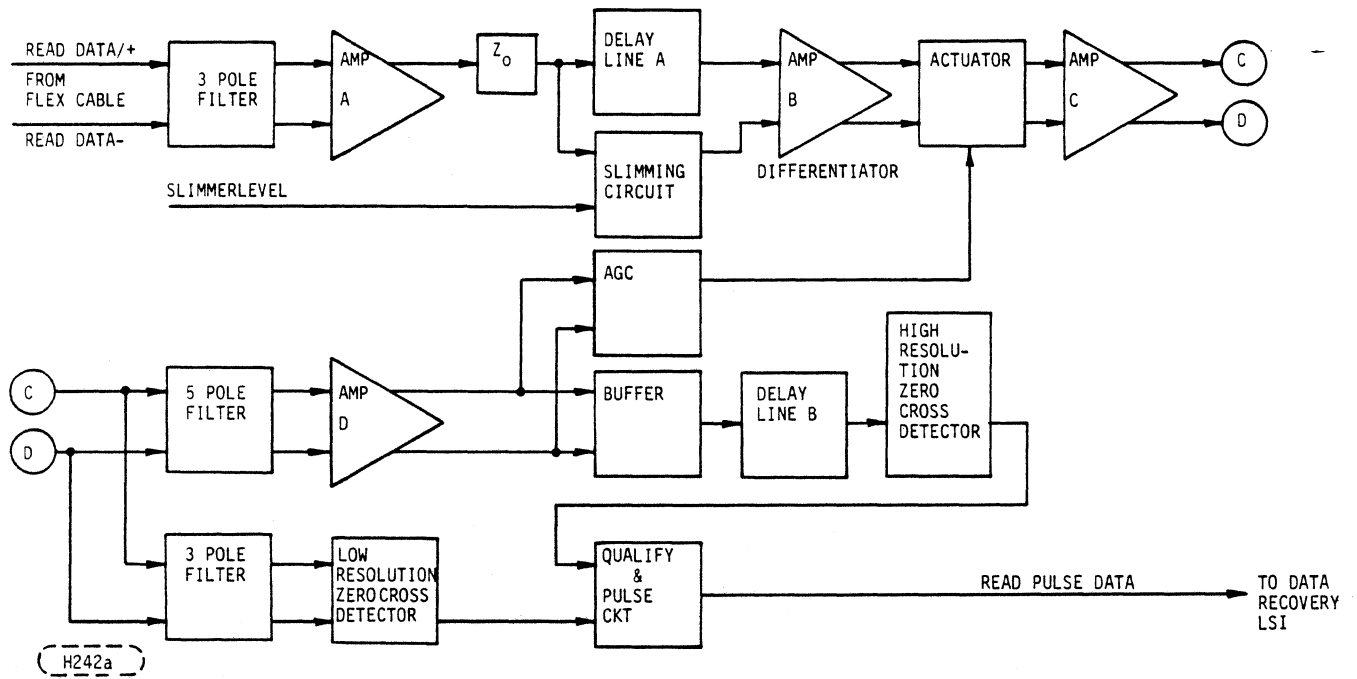 READ DATA/+
FROM
FLEX CABLE
READ DATA-
3 POLE
FILTER
AMP
A
Zo
DELAY
LINE A
SLIMMING
CIRCUIT
SLIMMERLEVEL
AMP
B
DIFFERENTIATOR
ACTUATOR
AMP
C
C
D
AGC
C
D
5 POLE
FILTER
AMP
D
BUFFER
DELAY
LINE B
HIGH
RESOLU-
TION
ZERO
CROSS
DETECTOR
3 POLE
FILTER
LOW
RESOLUTION
ZERO CROSS
DETECTOR
QUALIFY
&
PULSE
CKT
READ PULSE DATA
TO DATA
RECOVERY
LSI
H242a